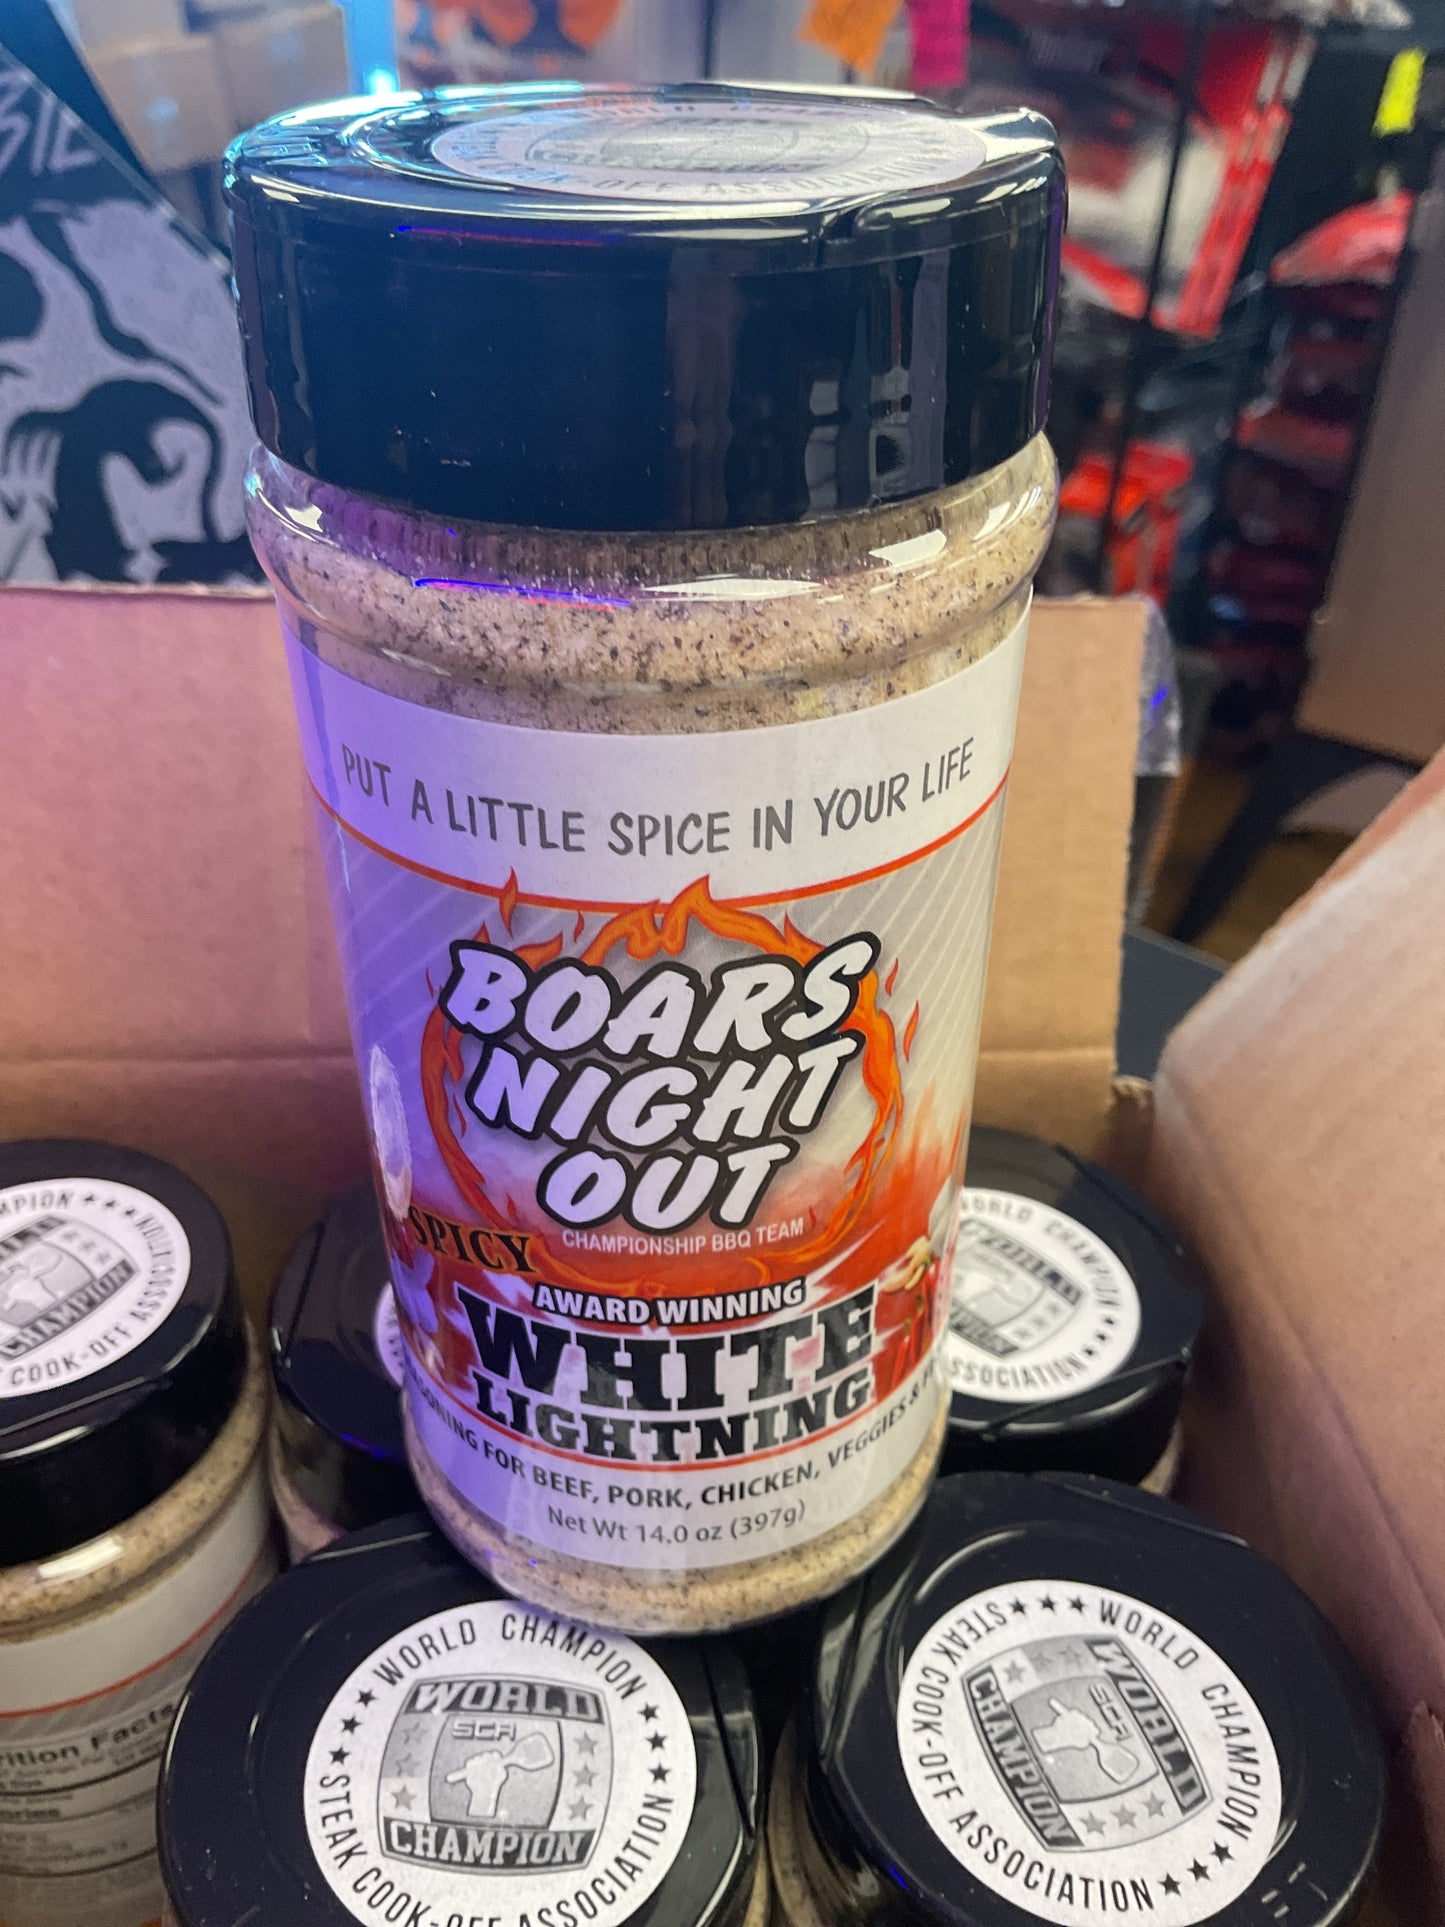 PUT A LITTLE SPICE IN YOUR LIFE
BOARS
NIGHT
OUT
CHAMPIONSHIP BBQ TEAM
SPICY
AWARD WINNING
WHITE
LIGHTNING
FOR BEEF, PORK, CHICKEN, VEGGIES &
Net Wt 14.0 oz (397g)
COOK-OFF ASSOCIATION
CHAMPION
WORLD CHAMPION
ASSOCIATION
WORLD CHAMPION
STEAK COOK-OFF ASSOCIATION
WORLD
SCA
CHAMPION
WORLD CHAMPION
STEAK COOK-OFF ASSOCIATION
WORLD
SCA
CHAMPION
Facts